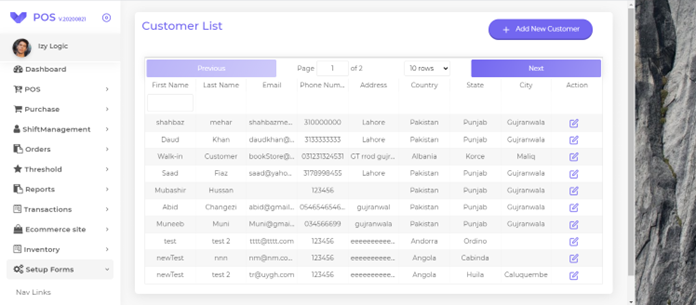 POS V.20200821
Customer List
+ Add New Customer
Izy Logic
Previous
Page 1 of 2
10 rows
Next
Dashboard
POS
Purchase
ShiftManagement
Orders
Threshold
Reports
Transactions
Ecommerce site
Inventory
Setup Forms
Nav Links
First Name Last Name Email Phone Num... Address Country State City Action
shahbaz mehar shahbazme... 310000000 Lahore Pakistan Punjab Gujranwala
Daud Khan daudkhan@... 3133333333 Lahore Pakistan Punjab Gujranwala
Walk-in Customer bookStore@... 031231324531 GT rrod gujr... Albania Korce Maliq
Saad Fiaz saad@yaho... 3178998455 Lahore Pakistan Punjab Gujranwala
Mubashir Hussan 123456 Pakistan Punjab Gujranwala
Abid Changezi abid@gmail... 0546546546... gujranwal Pakistan Punjab Gujranwala
Muneeb Muni Muni@gmai... 034566699 gujranwala Pakistan Punjab Gujranwala
test test 2 tttt@tttt.com 123456 eeeeeeeeee... Andorra Ordino
newTest nnn nm@nm.co... 123456 eeeeeeeeee... Angola Cabinda
newTest test 2 tr@uygh.com 123456 eeeeeeeeee... Angola Huila Caluquembe